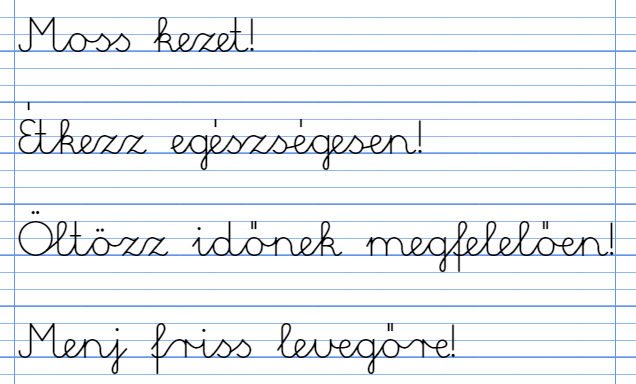 Moss kezet!
Étkezz egészségesen!
Öltözz időnek megfelelően!
Menj friss levegőre!